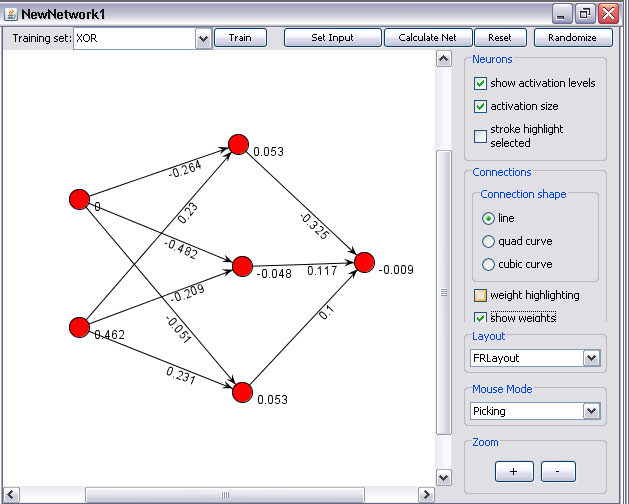 NewNetwork1
Training set: XOR Train Set Input Calculate Net Reset Randomize
Neurons
show activation levels
activation size
stroke highlight
selected
Connections
Connection shape
line
quad curve
cubic curve
weight highlighting
show weights
Layout
FRLayout
Mouse Mode
Picking
Zoom
+ -
0.053
-0.264
0
0.23
-0.325
-0.482
-0.048
0.117
-0.009
-0.209
-0.051
0.462
0.1
0.231
0.053